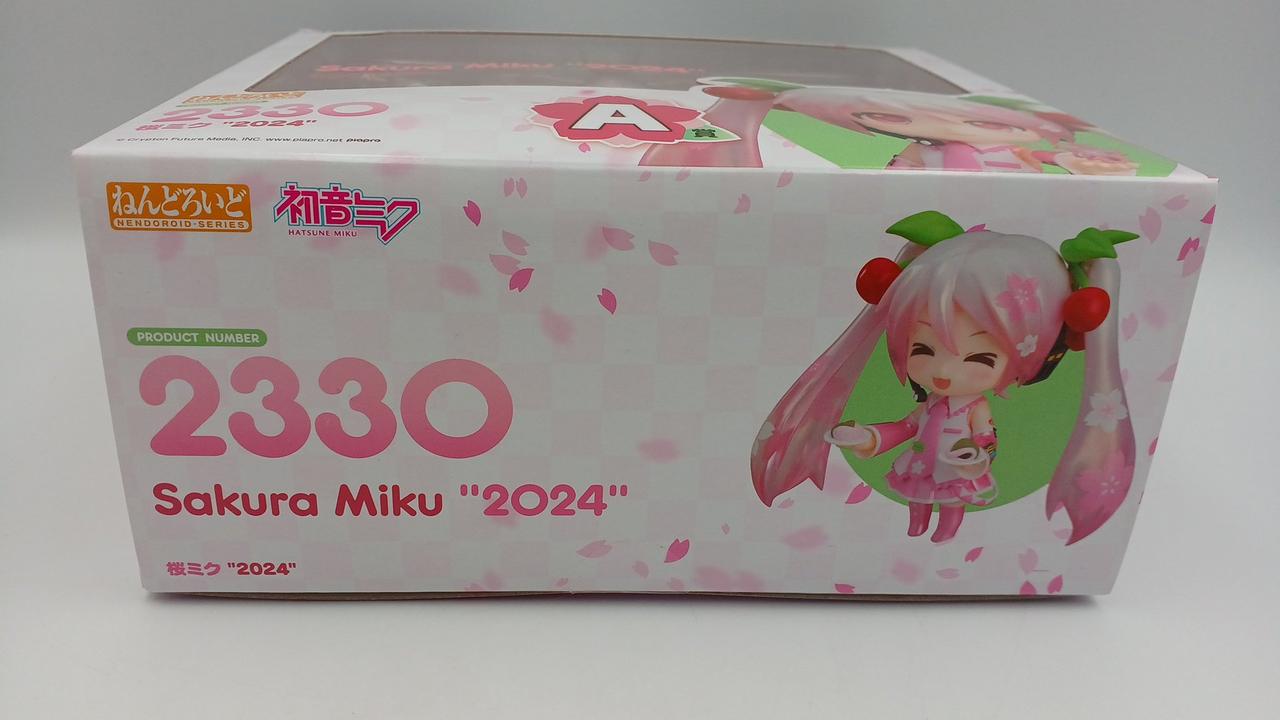 Sakura Miku "2024"
2330
桜ミク "2024"
© Crypton Future Media, INC. www.piapro.net piapro
A
賞
ねんどろいど
NENDOROID·SERIES
初音ミク
HATSUNE MIKU
PRODUCT NUMBER
2330
Sakura Miku "2024"
桜ミク "2024"